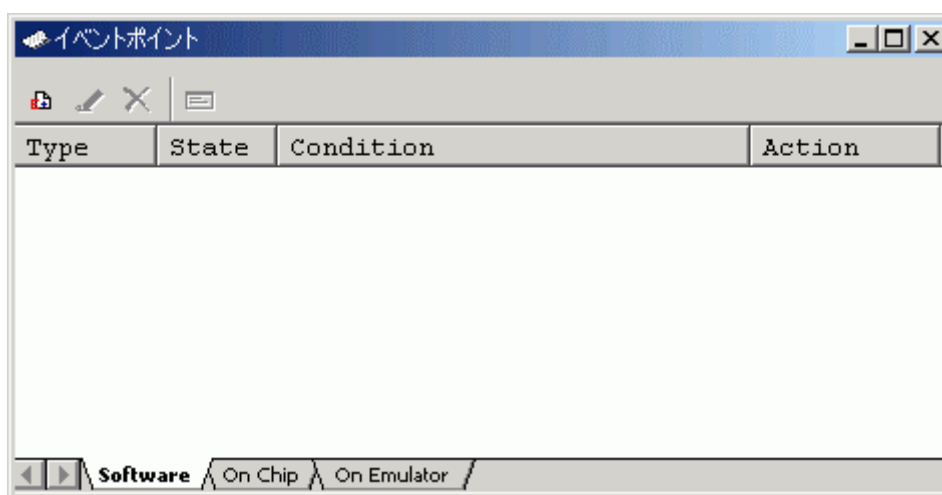 イベントポイント
Type State Condition Action
Software On Chip On Emulator